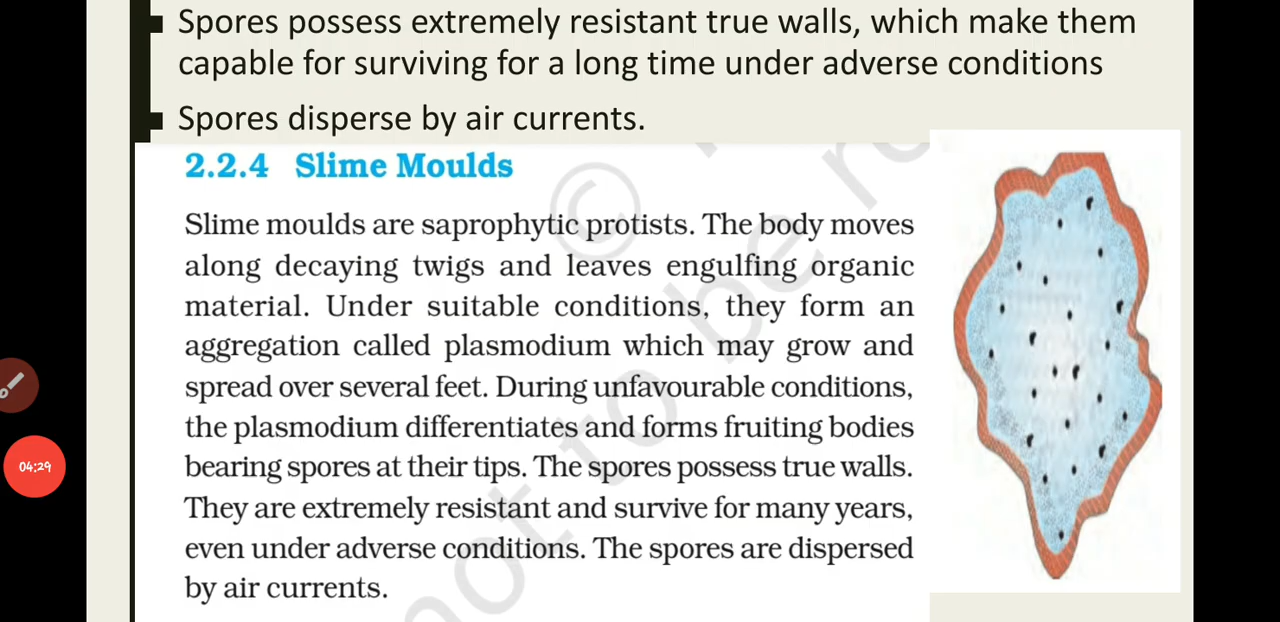 Spores possess extremely resistant true walls, which make them
capable for surviving for a long time under adverse conditions
Spores disperse by air currents.
2.2.4 Slime Moulds
Slime moulds are saprophytic protists. The body moves
along decaying twigs and leaves engulfing organic
material. Under suitable conditions, they form an
aggregation called plasmodium which may grow and
spread over several feet. During unfavourable conditions,
the plasmodium differentiates and forms fruiting bodies
bearing spores at their tips. The spores possess true walls.
They are extremely resistant and survive for many years,
even under adverse conditions. The spores are dispersed
by air currents.
04:29
©
not to be r